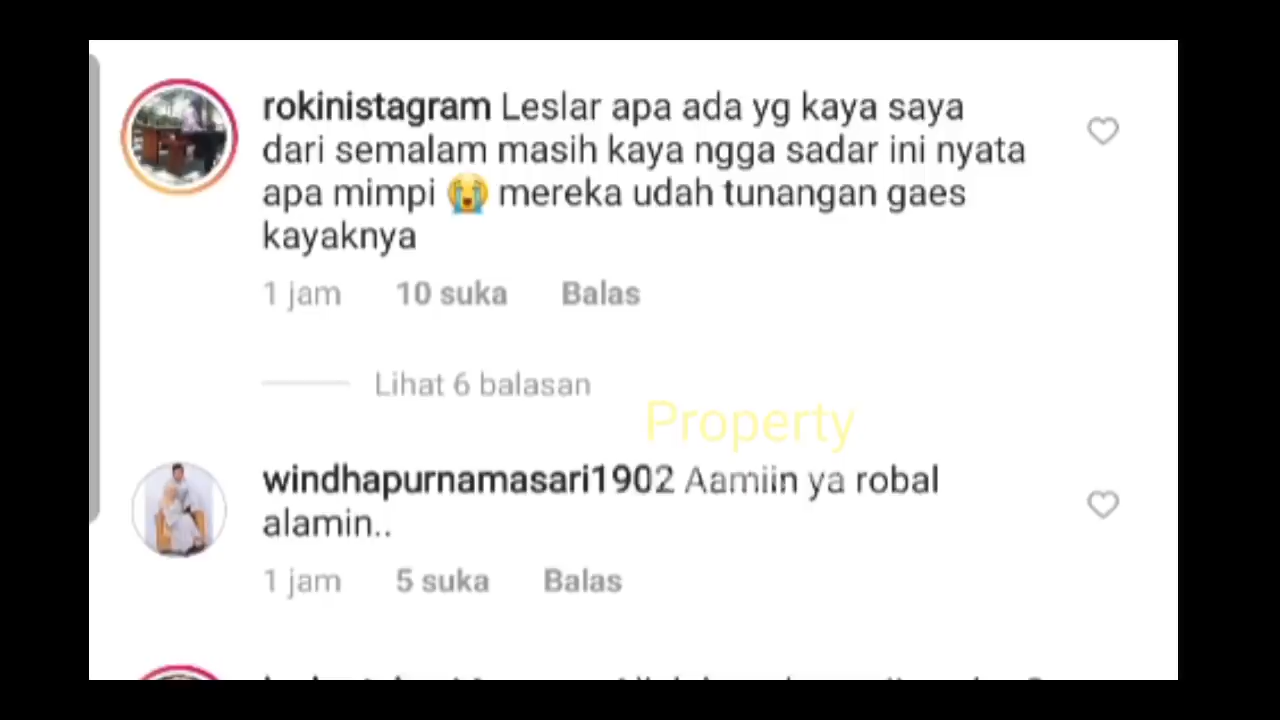 rokinistagram Leslar apa ada yg kaya saya
dari semalam masih kaya ngga sadar ini nyata
apa mimpi 😭 mereka udah tunangan gaes
kayaknya
1 jam 10 suka Balas
Lihat 6 balasan
Property
windhapurnamasari1902 Aamiin ya robal
alamin..
1 jam 5 suka Balas